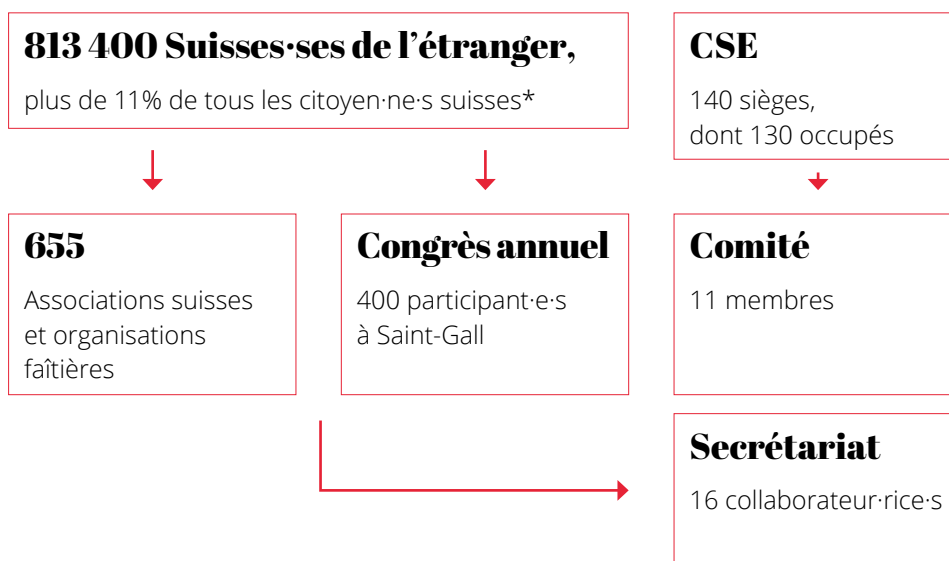 813 400 Suisses·ses de l’étranger,
plus de 11% de tous les citoyen·ne·s suisses*
CSE
140 sièges,
dont 130 occupés
655
Associations suisses
et organisations
faîtières
Congrès annuel
400 participant·e·s
à Saint-Gall
Comité
11 membres
Secrétariat
16 collaborateur·rice·s